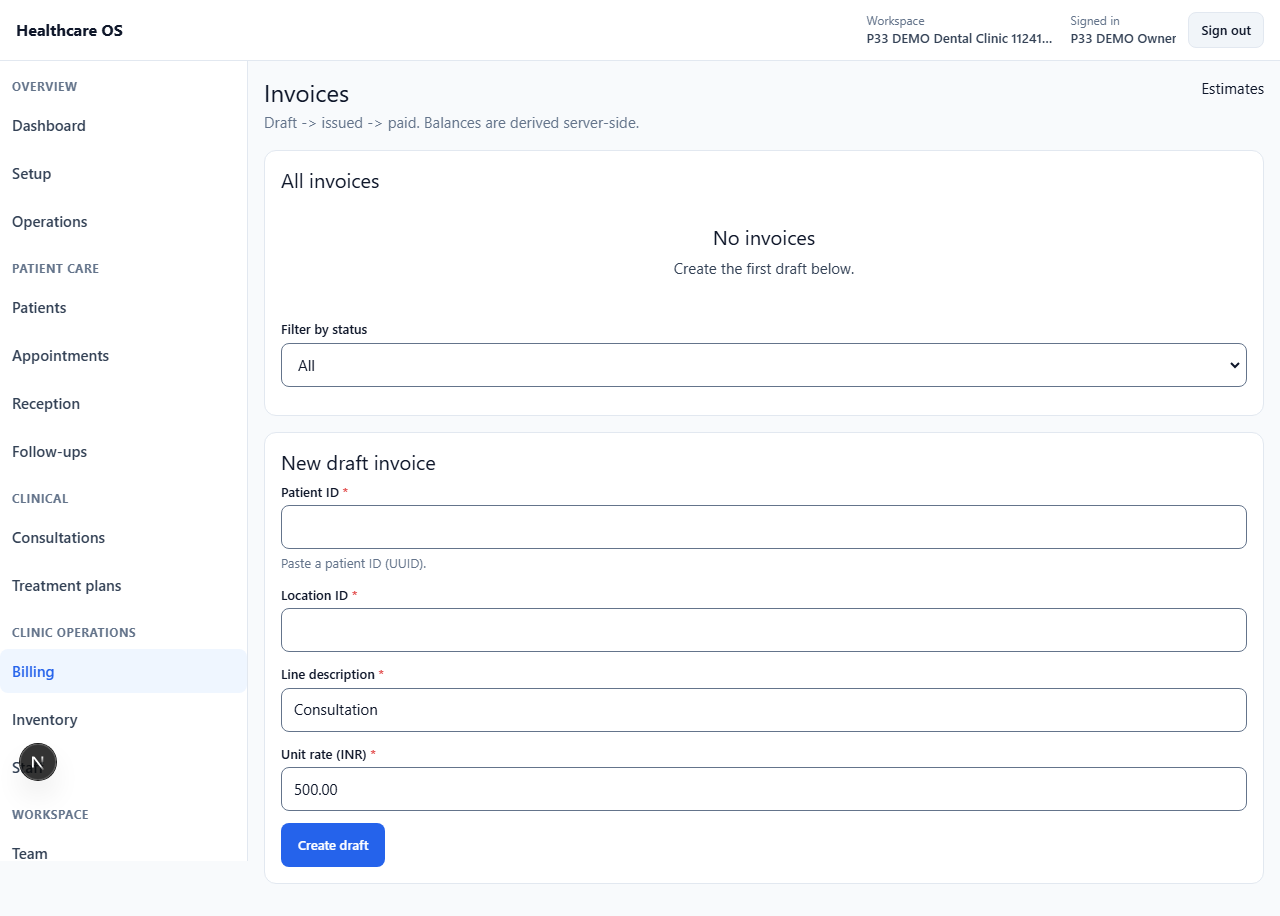 Healthcare OS
Workspace
P33 DEMO Dental Clinic 11241...
Signed in
P33 DEMO Owner
Sign out
OVERVIEW
Dashboard
Setup
Operations
PATIENT CARE
Patients
Appointments
Reception
Follow-ups
CLINICAL
Consultations
Treatment plans
CLINIC OPERATIONS
Billing
Inventory
N
WORKSPACE
Team
Invoices
Estimates
Draft -> issued -> paid. Balances are derived server-side.
All invoices
No invoices
Create the first draft below.
Filter by status
All
New draft invoice
Patient ID *
Paste a patient ID (UUID).
Location ID *
Line description *
Consultation
Unit rate (INR) *
500.00
Create draft